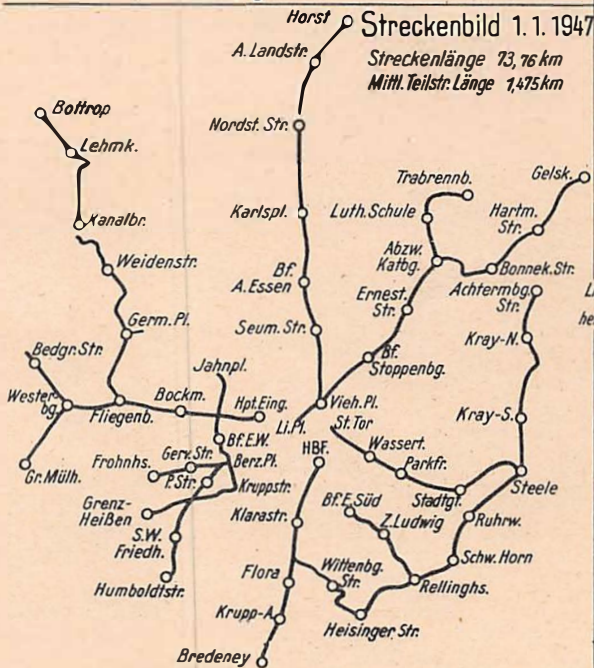 Streckenbild 1.1.1947
Streckenlänge 73,76 km
Mittl. Teilstr. Länge 1,475 km
Horst
A. Landstr.
Bottrop
Lehmk.
Nordst. Str.
Trabrennb.
Gelsk.
Kanalbr.
Karlspl.
Luth. Schule
Hartm.
Str.
Weidenstr.
Bf.
A. Essen
Abzw.
Katbg.
Bonnek. Str.
Achtermbg.
Str.
Ernest.
Str.
Germ. Pl.
Seum. Str.
Kray-N.
Bedgr. Str
Jahnpl.
Bf.
Stoppenbg.
Wester-
bg.
Fliegenb.
Bockm.
Hpt. Eing.
Vieh. Pl.
Li. Pl.
Kray-S.
St. Tor
Bf. E.W.
HBF.
Wassert.
Gr. Mülh.
Frohnhs.
Gerv. Str.
Berz. Pl.
Parkfr.
P. Str.
Kruppstr.
Stadtgt.
Steele
Grenz-
Heißen
Klarastr.
Bf. E. Süd
Z. Ludwig
Ruhrw.
S.W.
Friedh.
Schw. Horn
Humboldtstr.
Flora
Wittenbg.
Str.
Rellinghs.
Krupp-A.
Heisinger Str.
Bredeney